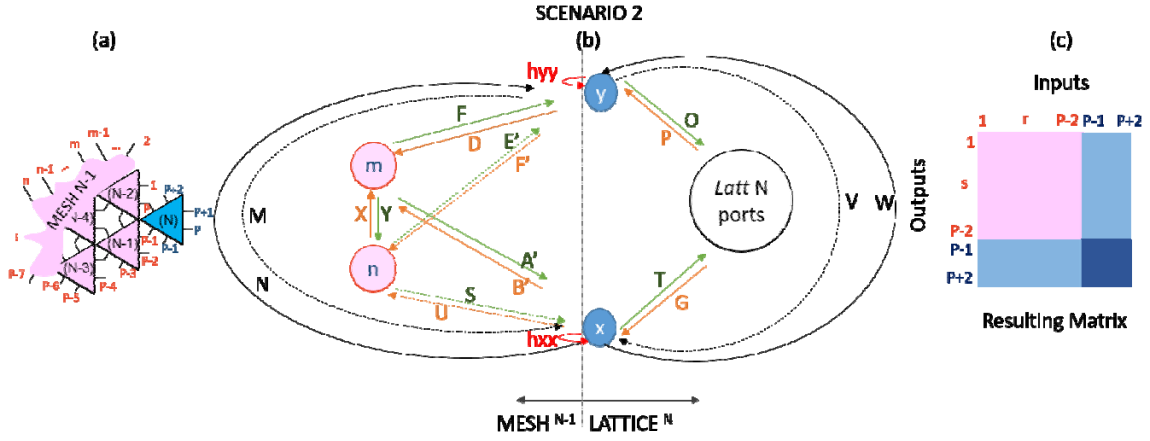 SCENARIO 2
(a)
(b)
(c)
hyy
y
Inputs
1 r P-2 P-1 P+2
Outputs
1
s
P-2
P-1
P+2
Resulting Matrix
m-1
m
...
2
n-1
n
...
MESH N-1
(N-2)
1
P+2
(N)
P+1
P
P
P-1
P-1
(N-1)
P-2
P-3
(N-3)
P-4
P-5
P-6
P-7
F
D
E'
F'
m
X
Y
n
A'
B'
S
U
M
N
O
P
Latt N
ports
V
W
T
G
x
hxx
MESH N-1 LATTICE N